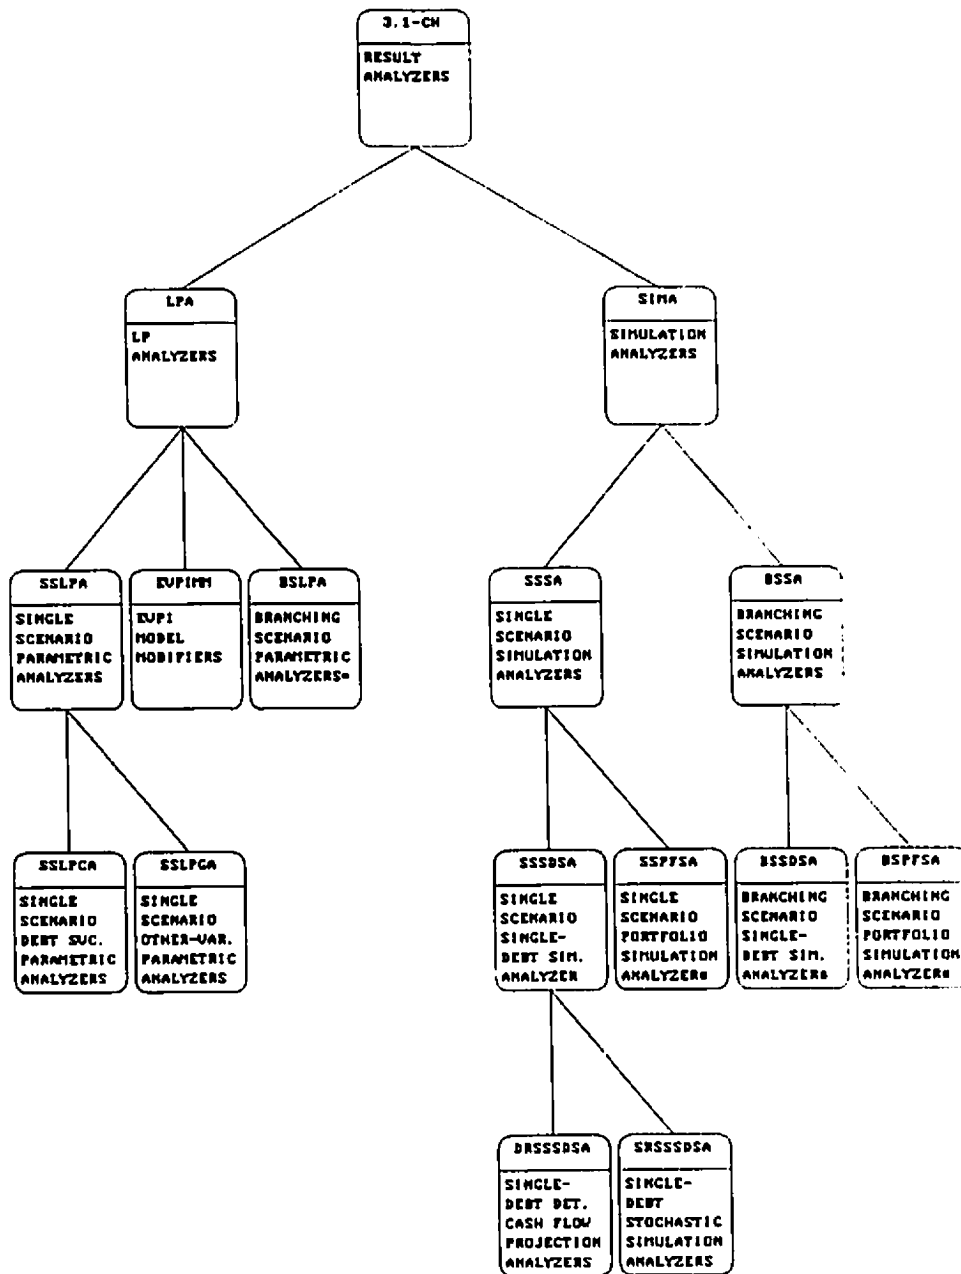 3.1-CM
RESULT
ANALYZERS
LPA
LP
ANALYZERS
SIMA
SIMULATION
ANALYZERS
SSLPA
SINGLE
SCENARIO
PARAMETRIC
ANALYZERS
EVPIMM
EVPI
MODEL
MODIFIERS
BSLPA
BRANCHING
SCENARIO
PARAMETRIC
ANALYZERS*
SSSA
SINGLE
SCENARIO
SIMULATION
ANALYZERS
BSSA
BRANCHING
SCENARIO
SIMULATION
ANALYZERS
SSLPCA
SINGLE
SCENARIO
DEBT SVC.
PARAMETRIC
ANALYZERS
SSLPGA
SINGLE
SCENARIO
OTHER-VAR.
PARAMETRIC
ANALYZERS
SSSDSA
SINGLE
SCENARIO
SINGLE-
DEBT SIM.
ANALYZER
SSPFSA
SINGLE
SCENARIO
PORTFOLIO
SIMULATION
ANALYZER*
BSSDSA
BRANCHING
SCENARIO
SINGLE-
DEBT SIM.
ANALYZER*
BSPFSA
BRANCHING
SCENARIO
PORTFOLIO
SIMULATION
ANALYZER*
DRSSSDSA
SINGLE-
DEBT DET.
CASH FLOW
PROJECTION
ANALYZERS
SRSSSDSA
SINGLE-
DEBT
STOCHASTIC
SIMULATION
ANALYZERS